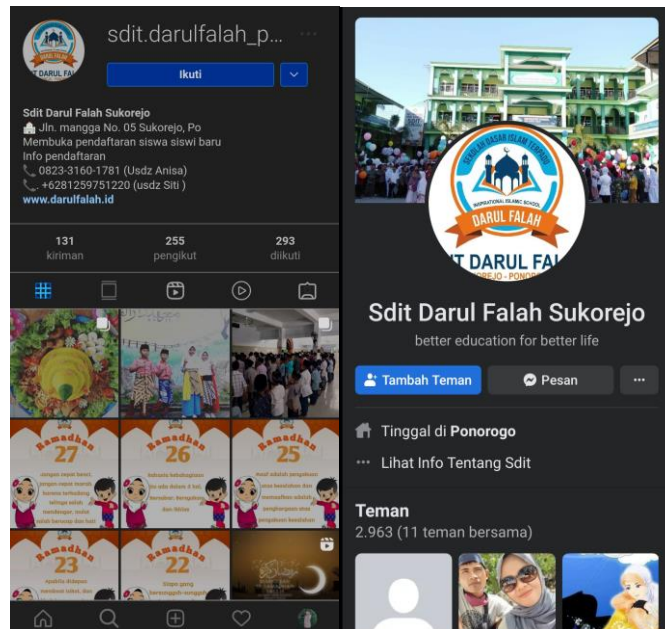 sdit.darulfalah_p...
Ikuti
Sdit Darul Falah Sukorejo
Jln. mangga No. 05 Sukorejo, Po
Membuka pendaftaran siswa siswi baru
Info pendaftaran
0823-3160-1781 (Usdz Anisa)
. +6281259751220 (usdz Siti )
www.darulfalah.id
131
kiriman
255
pengikut
293
diikuti
Ramadhan
27
Ramadhan
26
Ramadhan
25
Ramadhan
23
Ramadhan
22
SEKOLAH DASAR ISLAM TERPADU
INSPIRATIONAL ISLAMIC SCHOOL
DARUL FALAH
IT DARUL FAL
OREJO - PONOR
Sdit Darul Falah Sukorejo
better education for better life
Tambah Teman
Pesan
Tinggal di Ponorogo
Lihat Info Tentang Sdit
Teman
2.963 (11 teman bersama)